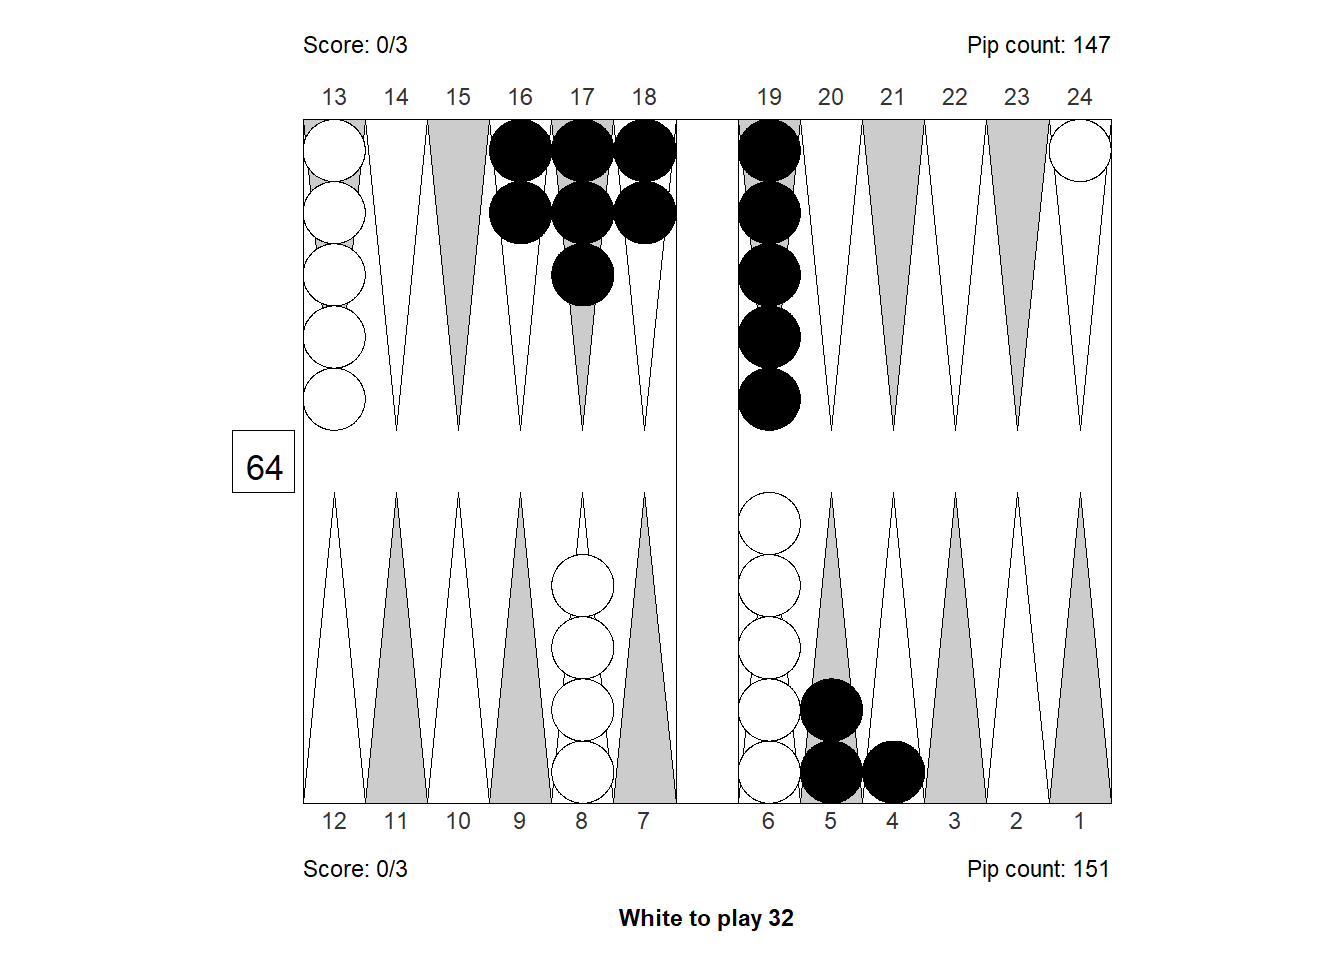 Score: 0/3 Pip count: 147
13 14 15 16 17 18 19 20 21 22 23 24
64
12 11 10 9 8 7 6 5 4 3 2 1
Score: 0/3 Pip count: 151
White to play 32